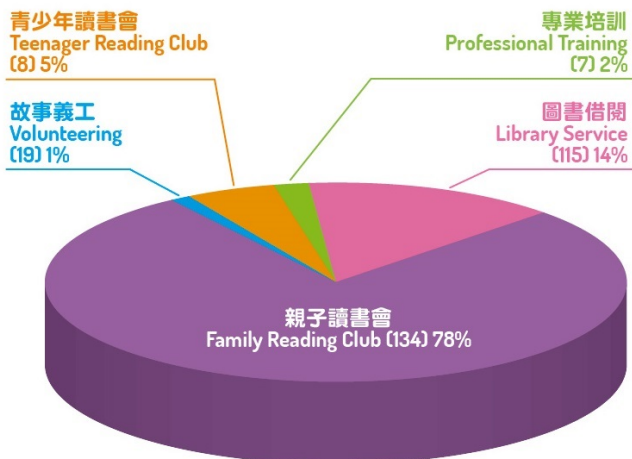 青少年讀書會
Teenager Reading Club
(8) 5%
專業培訓
Professional Training
(7) 2%
故事義工
Volunteering
(19) 1%
圖書借閱
Library Service
(115) 14%
親子讀書會
Family Reading Club (134) 78%